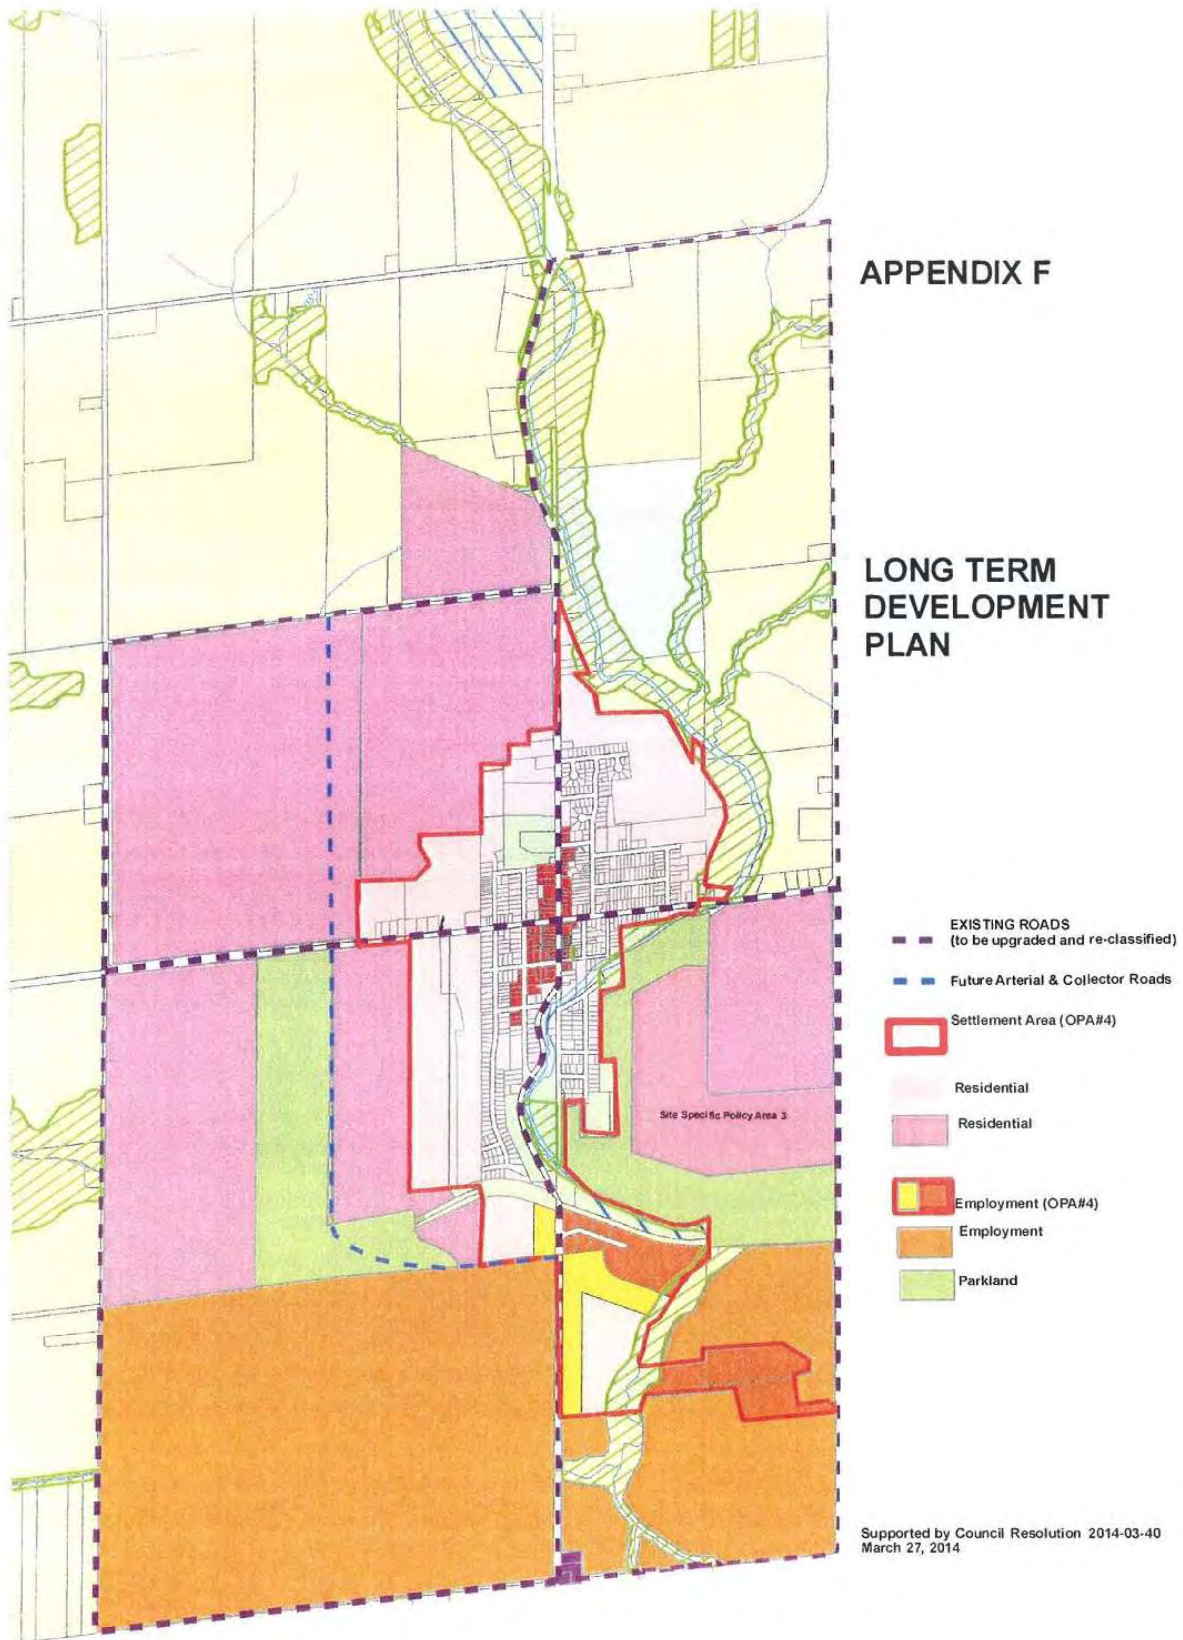 APPENDIX F
LONG TERM
DEVELOPMENT
PLAN
EXISTING ROADS
(to be upgraded and re-classified)
Future Arterial & Collector Roads
Settlement Area (OPA#4)
Residential
Residential
Employment (OPA#4)
Employment
Parkland
Site Specific Policy Area 3
Supported by Council Resolution 2014-03-40
March 27, 2014